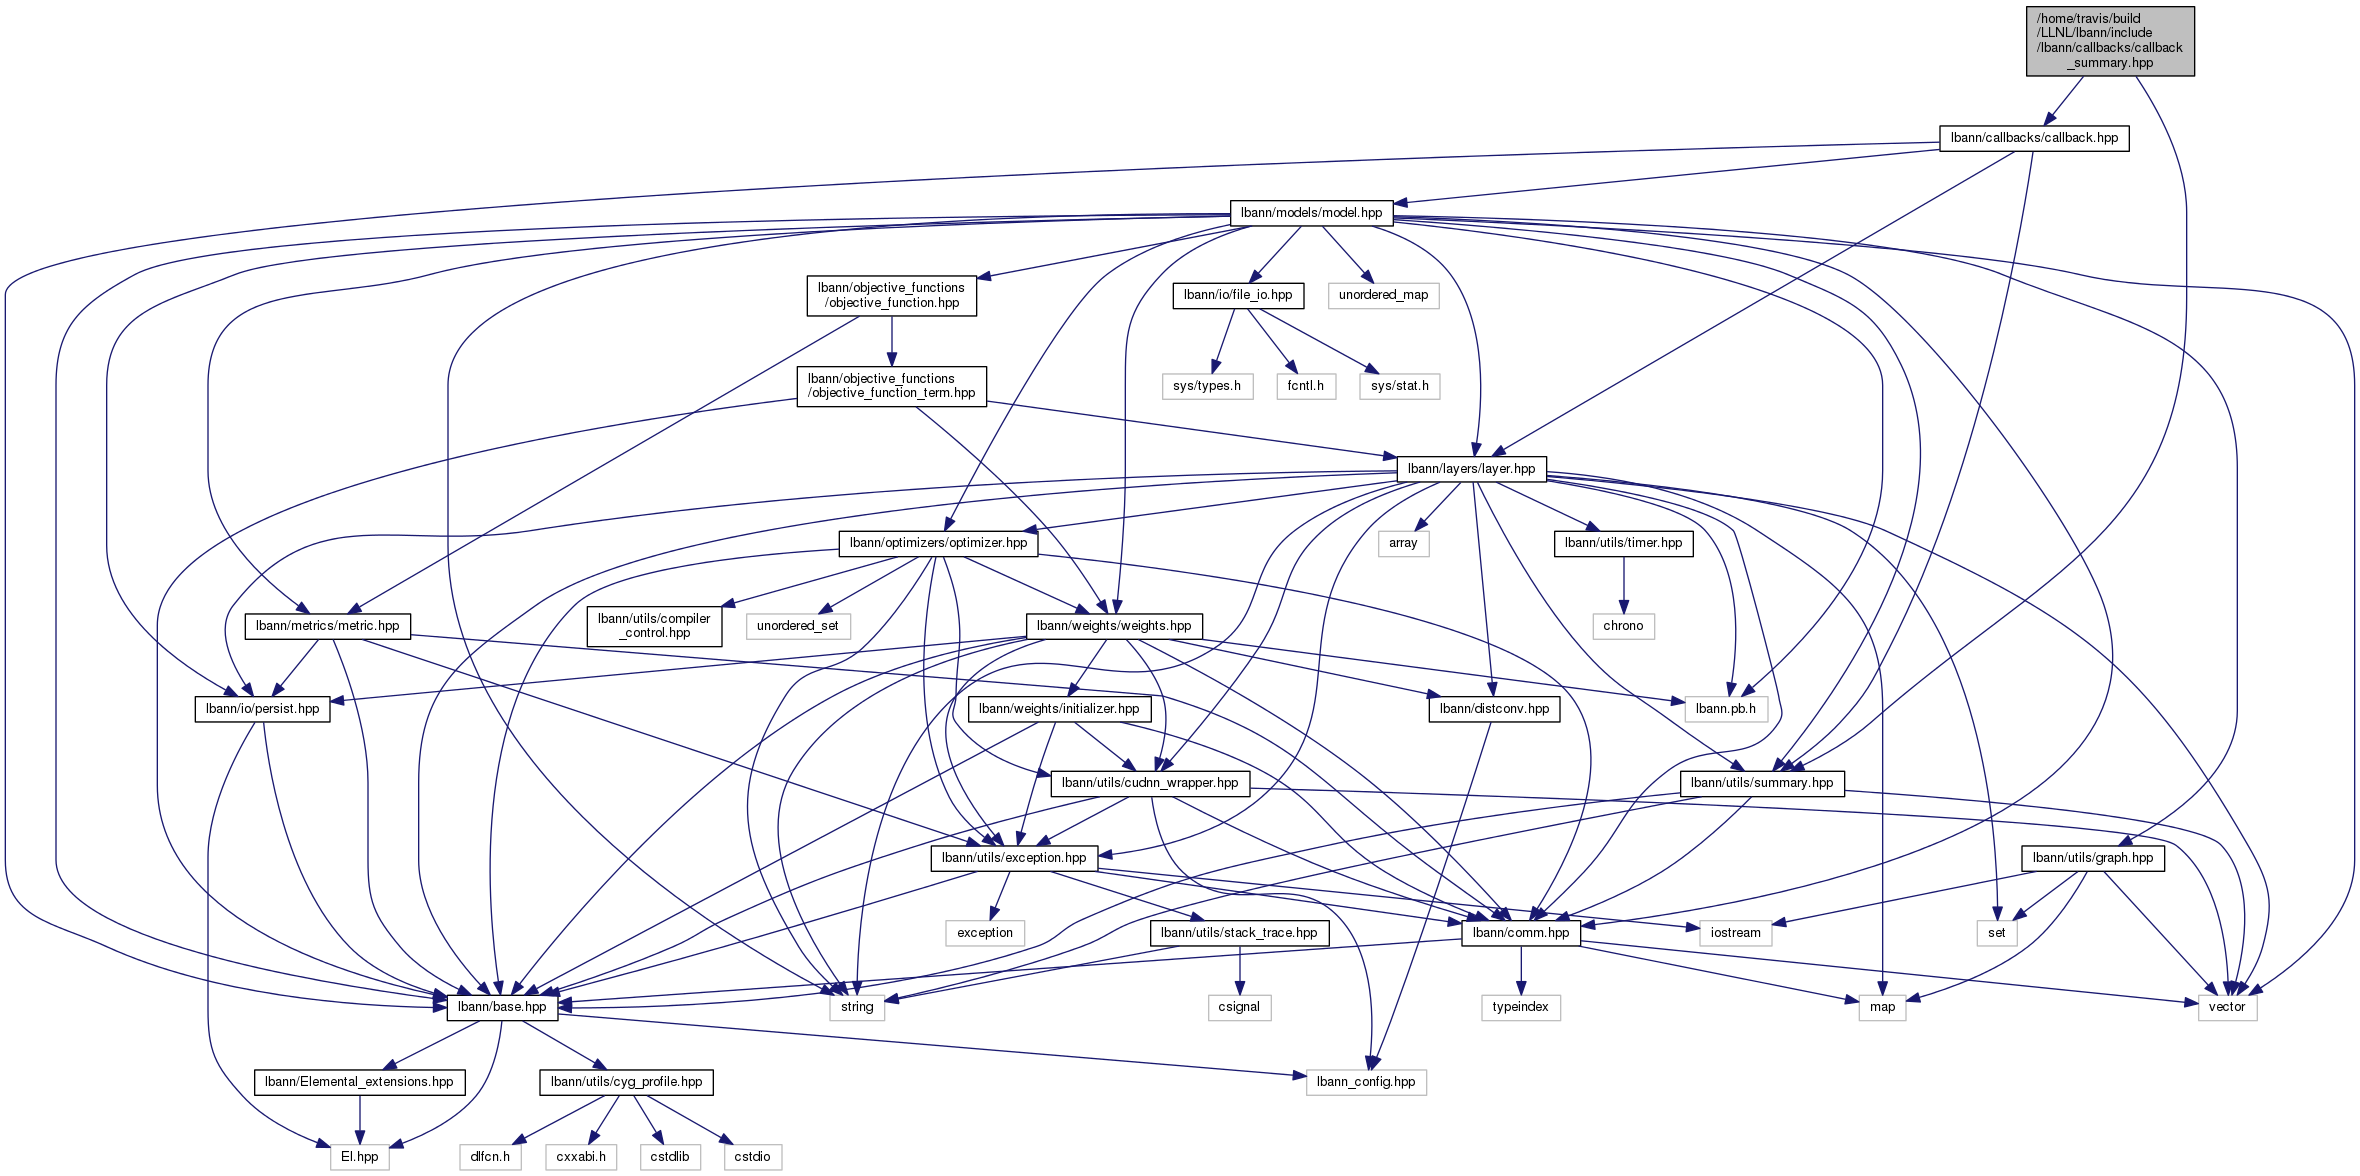 /home/travis/build
/LLNL/lbann/include
/lbann/callbacks/callback
_summary.hpp
lbann/callbacks/callback.hpp
lbann/models/model.hpp
lbann/objective_functions
/objective_function.hpp
lbann/io/file_io.hpp
unordered_map
lbann/objective_functions
/objective_function_term.hpp
sys/types.h
fcntl.h
sys/stat.h
lbann/layers/layer.hpp
lbann/optimizers/optimizer.hpp
array
lbann/utils/timer.hpp
lbann/metrics/metric.hpp
lbann/utils/compiler
_control.hpp
unordered_set
lbann/weights/weights.hpp
chrono
lbann/io/persist.hpp
lbann/weights/initializer.hpp
lbann/distconv.hpp
lbann.pb.h
lbann/utils/cudnn_wrapper.hpp
lbann/utils/summary.hpp
lbann/utils/exception.hpp
lbann/utils/graph.hpp
exception
lbann/utils/stack_trace.hpp
lbann/comm.hpp
iostream
set
lbann/base.hpp
string
csignal
typeindex
map
vector
lbann/Elemental_extensions.hpp
lbann/utils/cyg_profile.hpp
lbann_config.hpp
El.hpp
dlfcn.h
cxxabi.h
cstdlib
cstdio